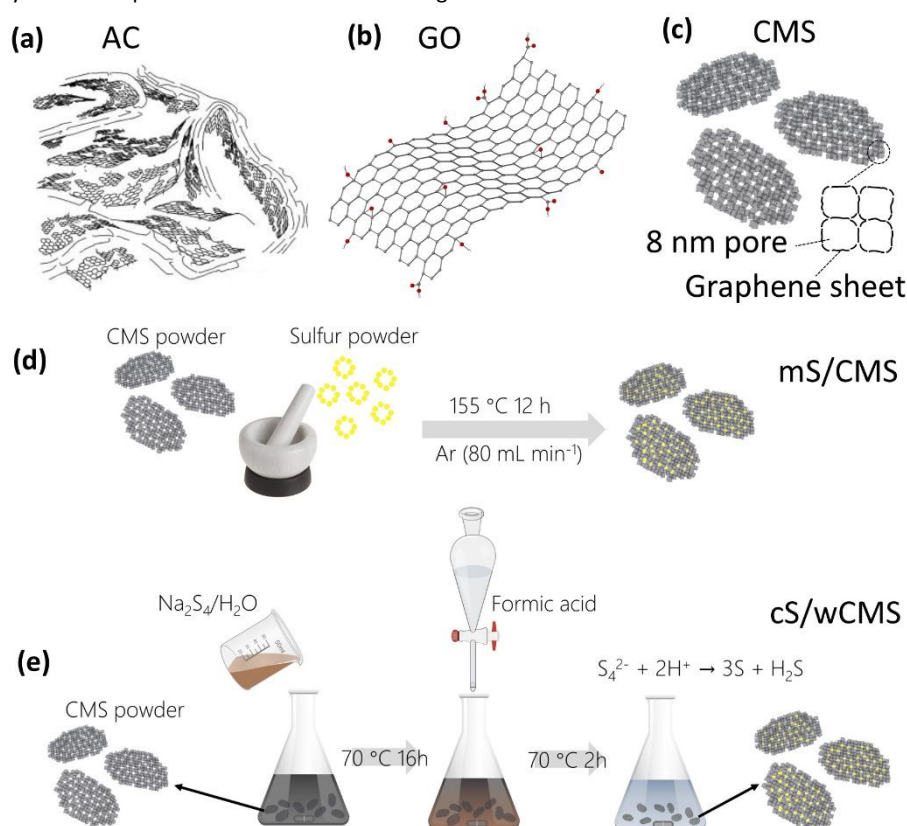 (a) AC
(b) GO
(c) CMS
8 nm pore
Graphene sheet
(d)
CMS powder
Sulfur powder
155 °C 12 h
Ar (80 mL min⁻¹)
mS/CMS
(e)
Na₂S₄/H₂O
Formic acid
cS/wCMS
S₄²⁻ + 2H⁺ → 3S + H₂S
CMS powder
70 °C 16h
70 °C 2h